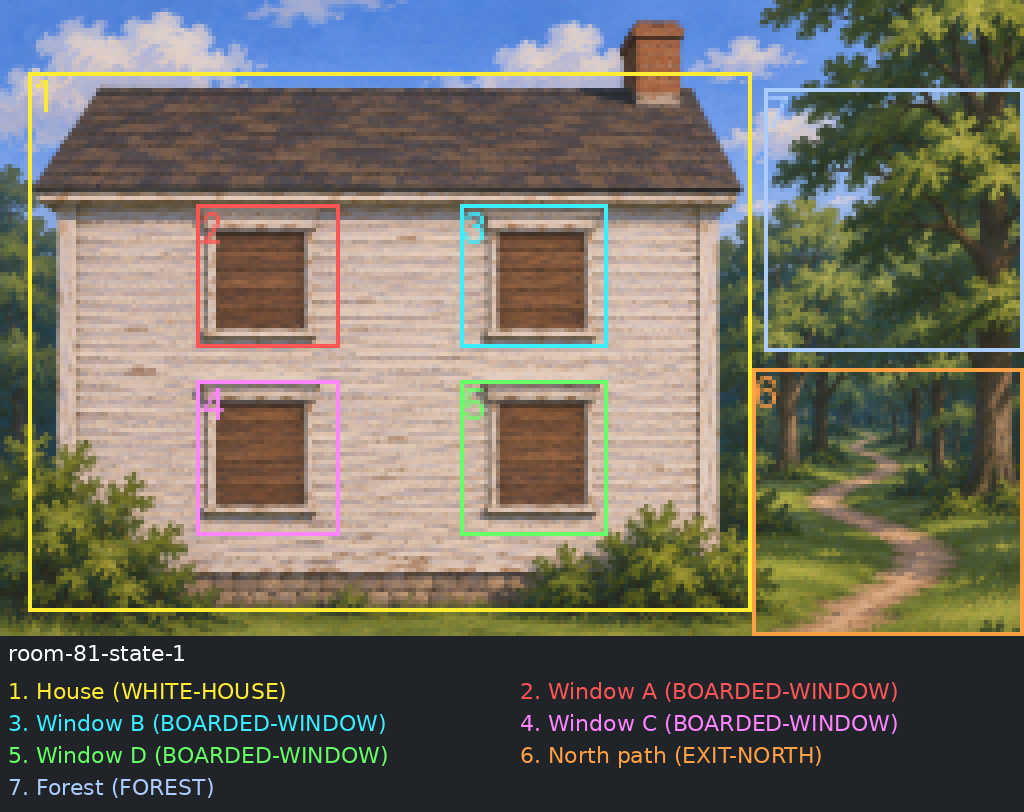 1
2
3
4
5
6
7
room-81-state-1
1. House (WHITE-HOUSE)
2. Window A (BOARDED-WINDOW)
3. Window B (BOARDED-WINDOW)
4. Window C (BOARDED-WINDOW)
5. Window D (BOARDED-WINDOW)
6. North path (EXIT-NORTH)
7. Forest (FOREST)